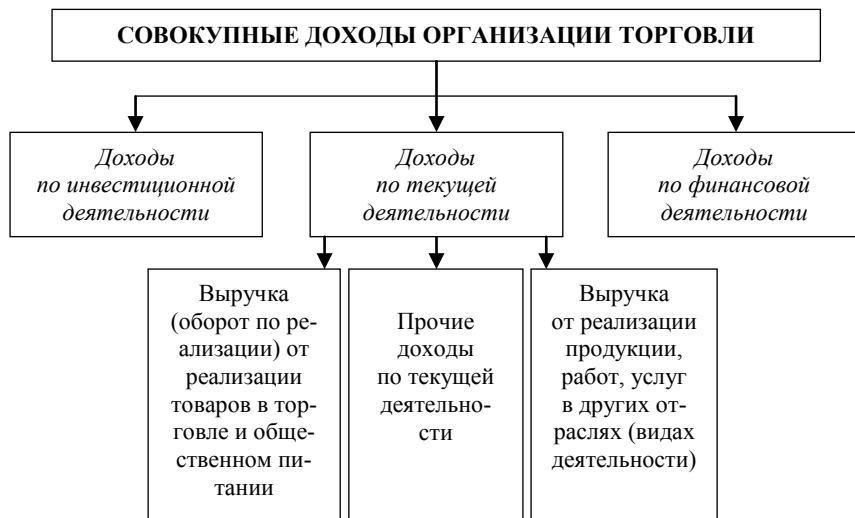 СОВОКУПНЫЕ ДОХОДЫ ОРГАНИЗАЦИИ ТОРГОВЛИ
Доходы
по инвестиционной
деятельности
Доходы
по текущей
деятельности
Доходы
по финансовой
деятельности
Выручка
(оборот по ре-
ализации) от
реализации
товаров в тор-
говле и обще-
ственном пи-
тании
Прочие
доходы
по текущей
деятельно-
сти
Выручка
от реализации
продукции,
работ, услуг
в других от-
раслях (видах
деятельности)